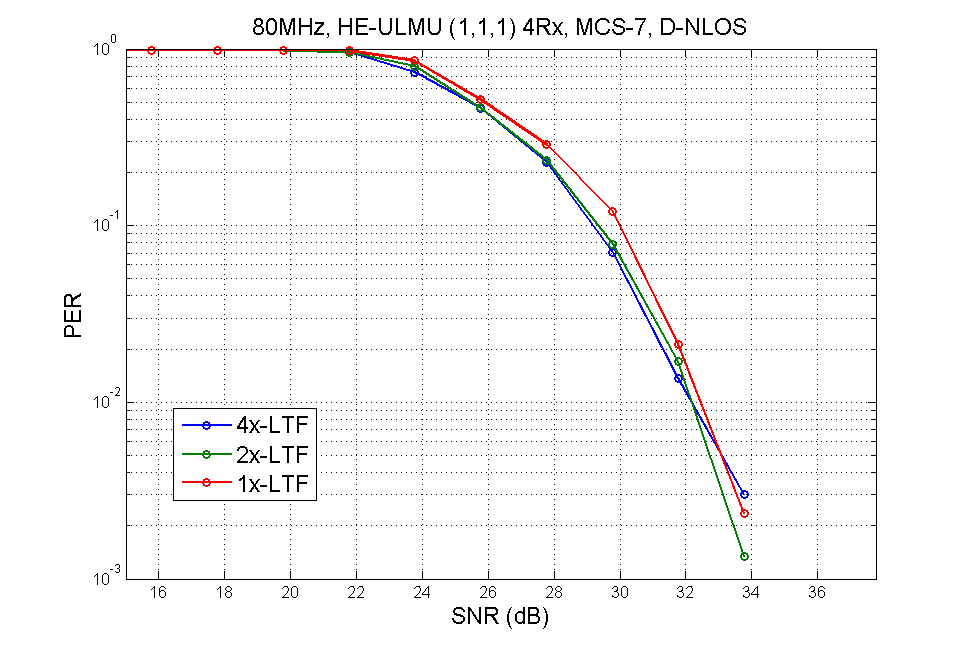 80MHz, HE-ULMU (1,1,1) 4Rx, MCS-7, D-NLOS
10^0
10^-1
10^-2
10^-3
PER
4x-LTF
2x-LTF
1x-LTF
16 18 20 22 24 26 28 30 32 34 36
SNR (dB)